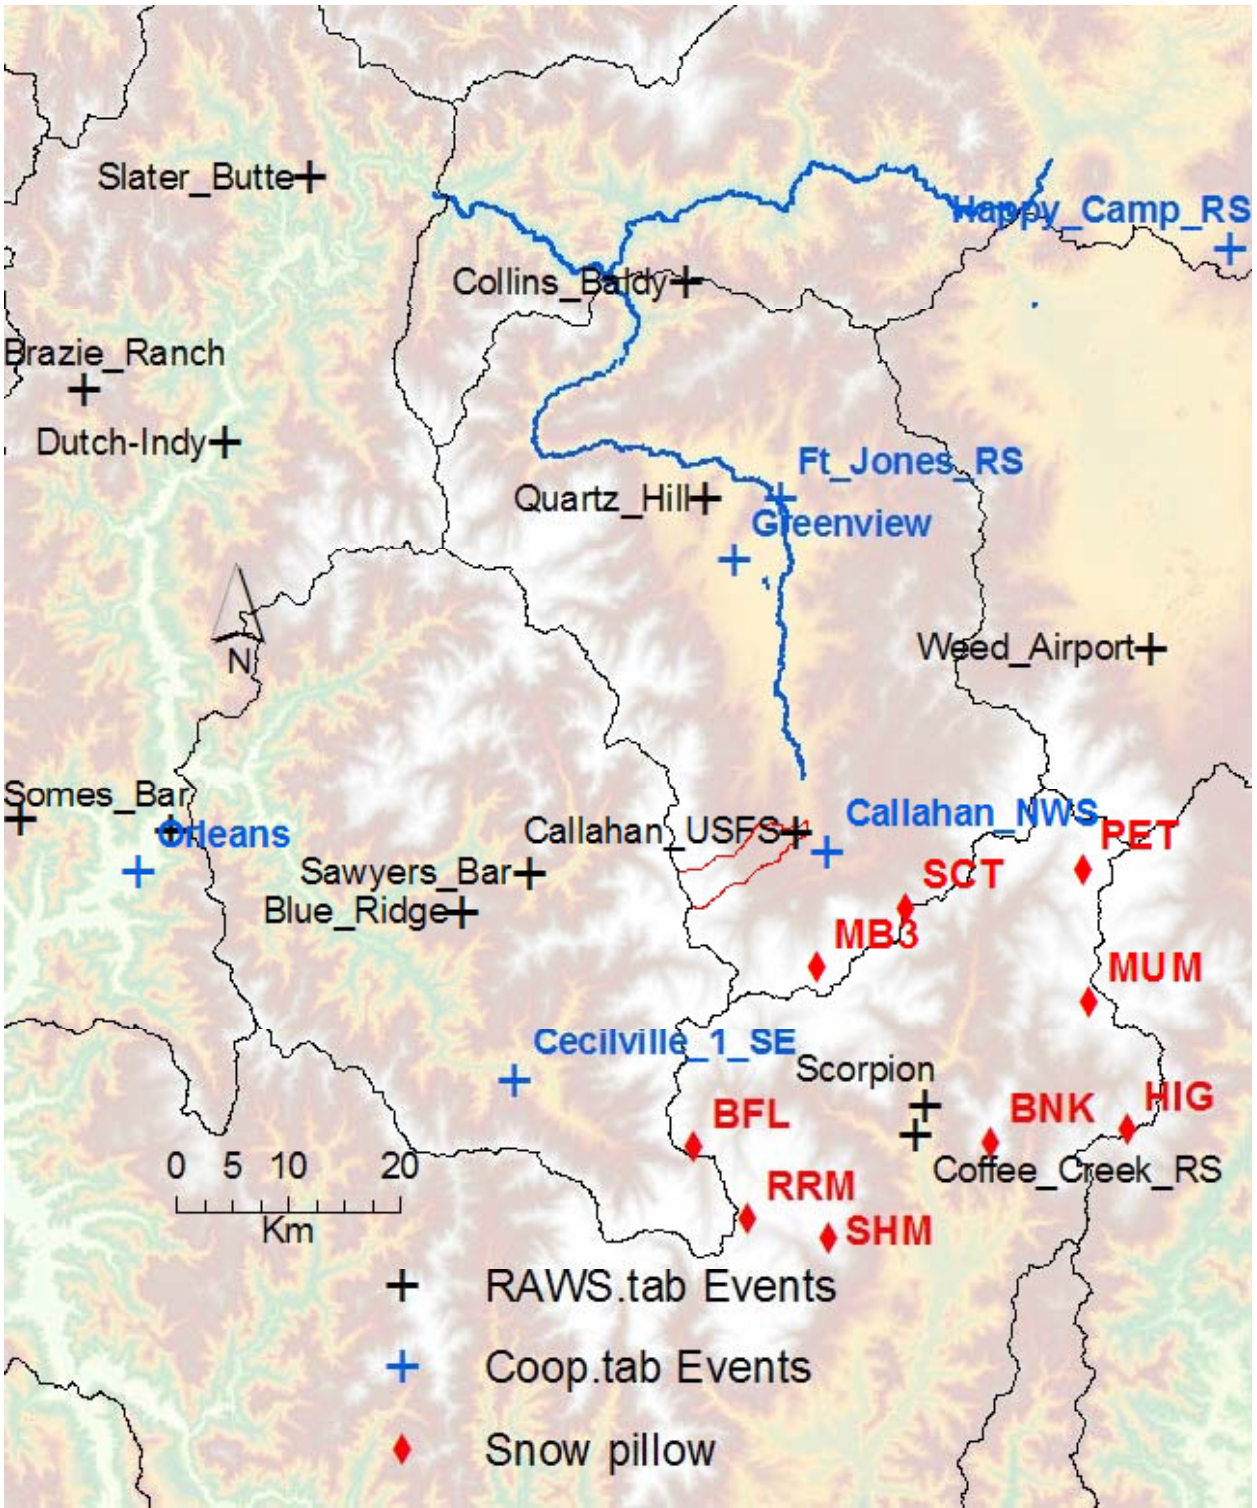 Slater_Butte
Happy_Camp_RS
Collins_Baldy
Brazie_Ranch
Dutch-Indy
Ft_Jones_RS
Quartz_Hill
Greenview
N
Weed_Airport
Somes_Bar
Orleans
Callahan_USFS
Callahan_NWS
PET
Sawyers_Bar
SCT
Blue_Ridge
MB3
MUM
Cecilville_1_SE
Scorpion
BFL
BNK
HIG
Coffee_Creek_RS
0 5 10 20
Km
RRM
SHM
RAWS.tab Events
Coop.tab Events
Snow pillow